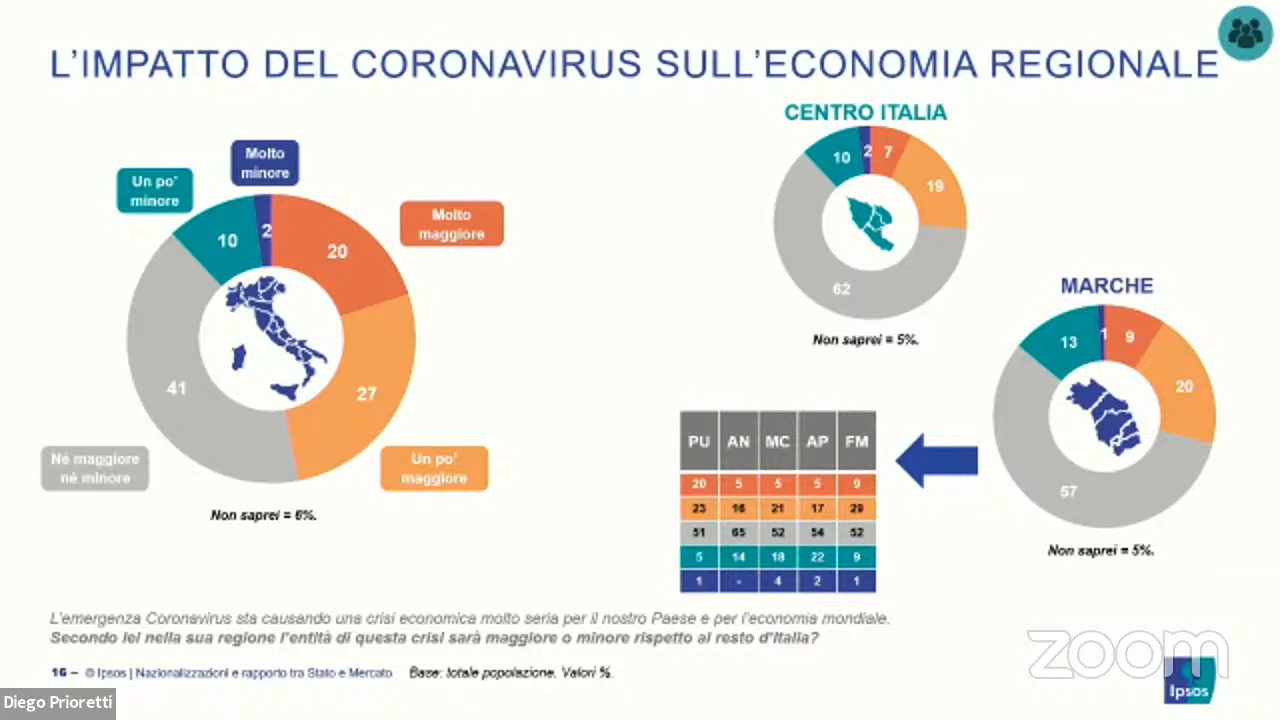 L'IMPATTO DEL CORONAVIRUS SULL'ECONOMIA REGIONALE
Molto
minore
Un po'
minore
Molto
maggiore
10
2
20
41
27
Né maggiore
né minore
Un po'
maggiore
Non saprei = 6%.
CENTRO ITALIA
10
2
7
19
62
Non saprei = 5%.
MARCHE
13
1
9
20
57
Non saprei = 5%.
PU AN MC AP FM
20 5 5 5 9
23 16 21 17 29
51 65 52 54 52
5 14 18 22 9
1 - 4 2 1
L'emergenza Coronavirus sta causando una crisi economica molto seria per il nostro Paese e per l'economia mondiale.
Secondo lei nella sua regione l'entità di questa crisi sarà maggiore o minore rispetto al resto d'Italia?
16 – © Ipsos | Nazionalizzazioni e rapporto tra Stato e Mercato Base: totale popolazione. Valori %.
zoom
Ipsos
Diego Prioretti